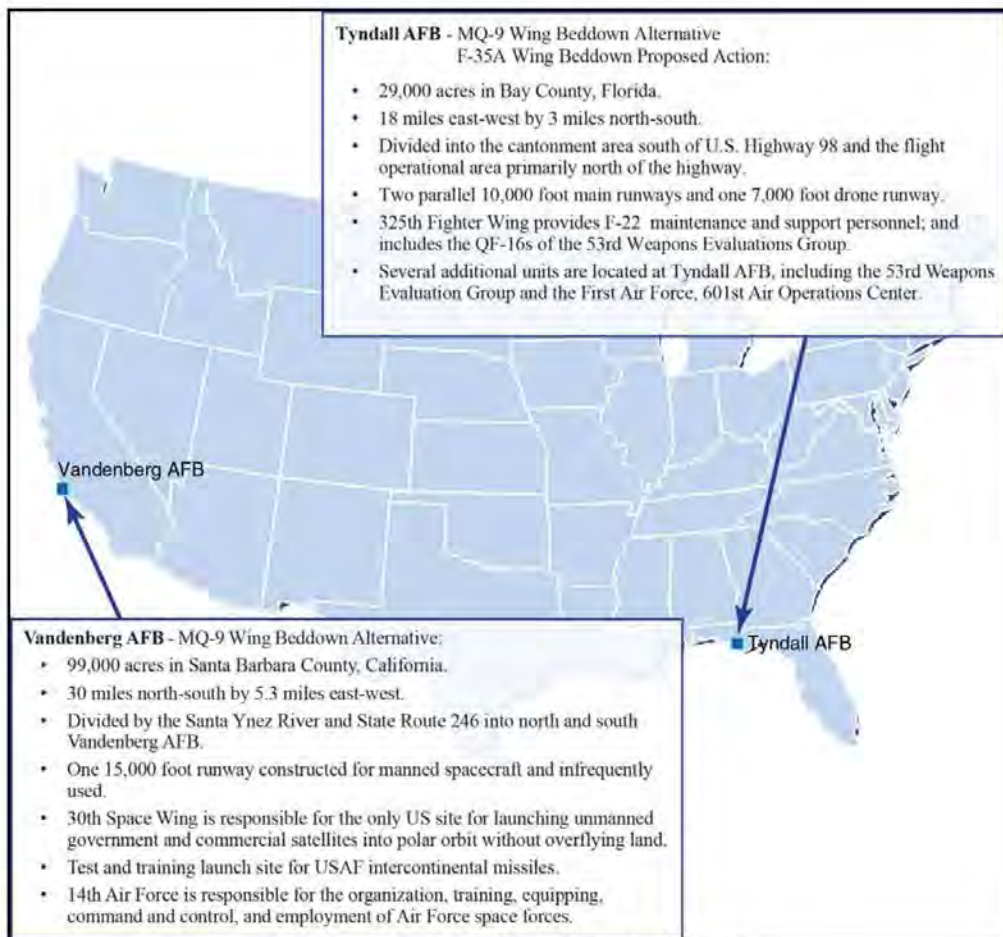 Tyndall AFB - MQ-9 Wing Beddown Alternative
F-35A Wing Beddown Proposed Action:
• 29,000 acres in Bay County, Florida.
• 18 miles east-west by 3 miles north-south.
• Divided into the cantonment area south of U.S. Highway 98 and the flight
operational area primarily north of the highway.
• Two parallel 10,000 foot main runways and one 7,000 foot drone runway.
• 325th Fighter Wing provides F-22 maintenance and support personnel; and
includes the QF-16s of the 53rd Weapons Evaluations Group.
• Several additional units are located at Tyndall AFB, including the 53rd Weapons
Evaluation Group and the First Air Force, 601st Air Operations Center.
Vandenberg AFB
Tyndall AFB
Vandenberg AFB - MQ-9 Wing Beddown Alternative:
• 99,000 acres in Santa Barbara County, California.
• 30 miles north-south by 5.3 miles east-west.
• Divided by the Santa Ynez River and State Route 246 into north and south
Vandenberg AFB.
• One 15,000 foot runway constructed for manned spacecraft and infrequently
used.
• 30th Space Wing is responsible for the only US site for launching unmanned
government and commercial satellites into polar orbit without overflying land.
• Test and training launch site for USAF intercontinental missiles.
• 14th Air Force is responsible for the organization, training, equipping,
command and control, and employment of Air Force space forces.